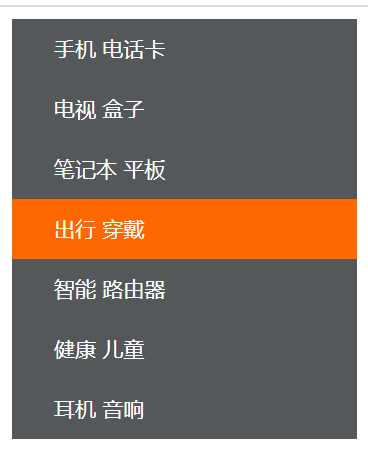 手机 电话卡
电视 盒子
笔记本 平板
出行 穿戴
智能 路由器
健康 儿童
耳机 音响